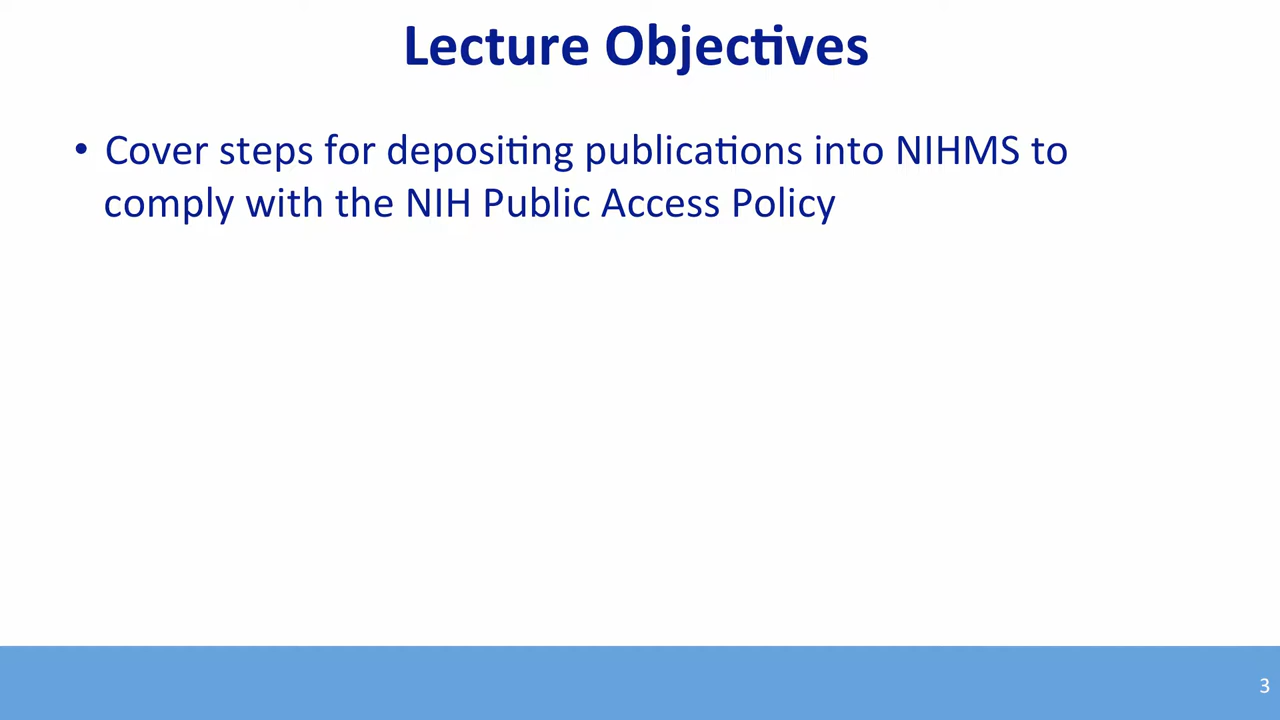 Lecture Objectives
• Cover steps for depositing publications into NIHMS to
comply with the NIH Public Access Policy
3